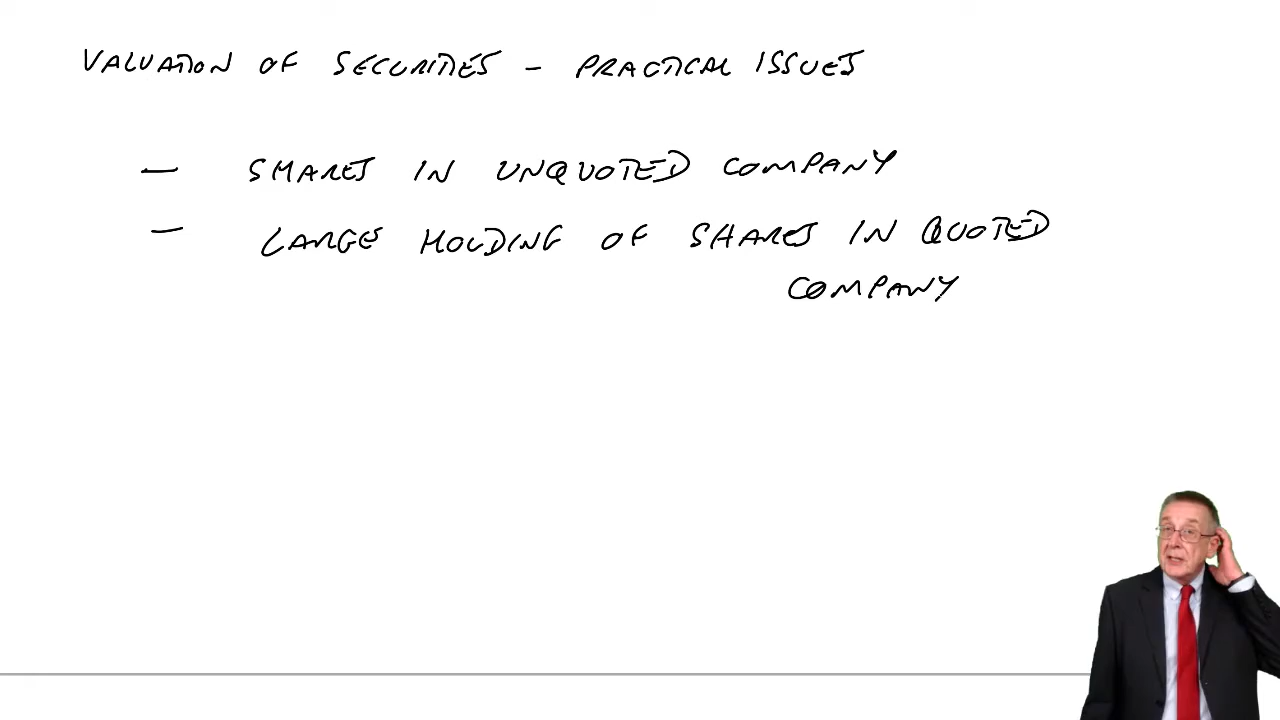 VALUATION OF SECURITIES - PRACTICAL ISSUES
- SHARES IN UNQUOTED COMPANY
- LARGE HOLDING OF SHARES IN QUOTED
COMPANY